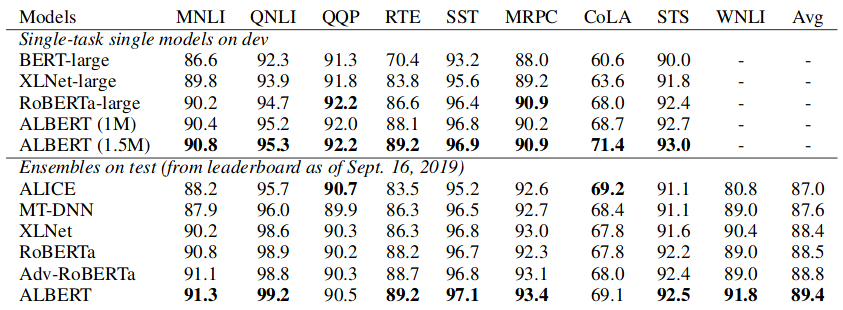 Models MNLI QNLI QQP RTE SST MRPC CoLA STS WNLI Avg
Single-task single models on dev
BERT-large 86.6 92.3 91.3 70.4 93.2 88.0 60.6 90.0 - -
XLNet-large 89.8 93.9 91.8 83.8 95.6 89.2 63.6 91.8 - -
RoBERTa-large 90.2 94.7 92.2 86.6 96.4 90.9 68.0 92.4 - -
ALBERT (1M) 90.4 95.2 92.0 88.1 96.8 90.2 68.7 92.7 - -
ALBERT (1.5M) 90.8 95.3 92.2 89.2 96.9 90.9 71.4 93.0 - -
Ensembles on test (from leaderboard as of Sept. 16, 2019)
ALICE 88.2 95.7 90.7 83.5 95.2 92.6 69.2 91.1 80.8 87.0
MT-DNN 87.9 96.0 89.9 86.3 96.5 92.7 68.4 91.1 89.0 87.6
XLNet 90.2 98.6 90.3 86.3 96.8 93.0 67.8 91.6 90.4 88.4
RoBERTa 90.8 98.9 90.2 88.2 96.7 92.3 67.8 92.2 89.0 88.5
Adv-RoBERTa 91.1 98.8 90.3 88.7 96.8 93.1 68.0 92.4 89.0 88.8
ALBERT 91.3 99.2 90.5 89.2 97.1 93.4 69.1 92.5 91.8 89.4